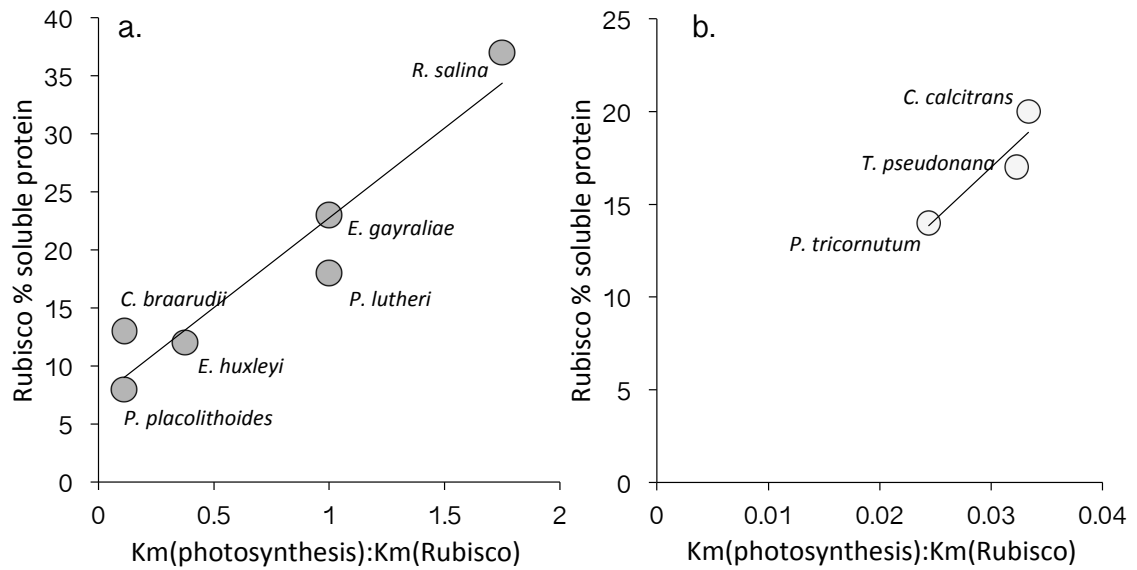 a.
Rubisco % soluble protein
40
35
30
25
20
15
10
5
0
R. salina
E. gayraliae
P. lutheri
C. braarudii
E. huxleyi
P. placolithoides
0 0.5 1 1.5 2
Km(photosynthesis):Km(Rubisco)
b.
Rubisco % soluble protein
25
20
15
10
5
0
C. calcitrans
T. pseudonana
P. tricornutum
0 0.01 0.02 0.03 0.04
Km(photosynthesis):Km(Rubisco)